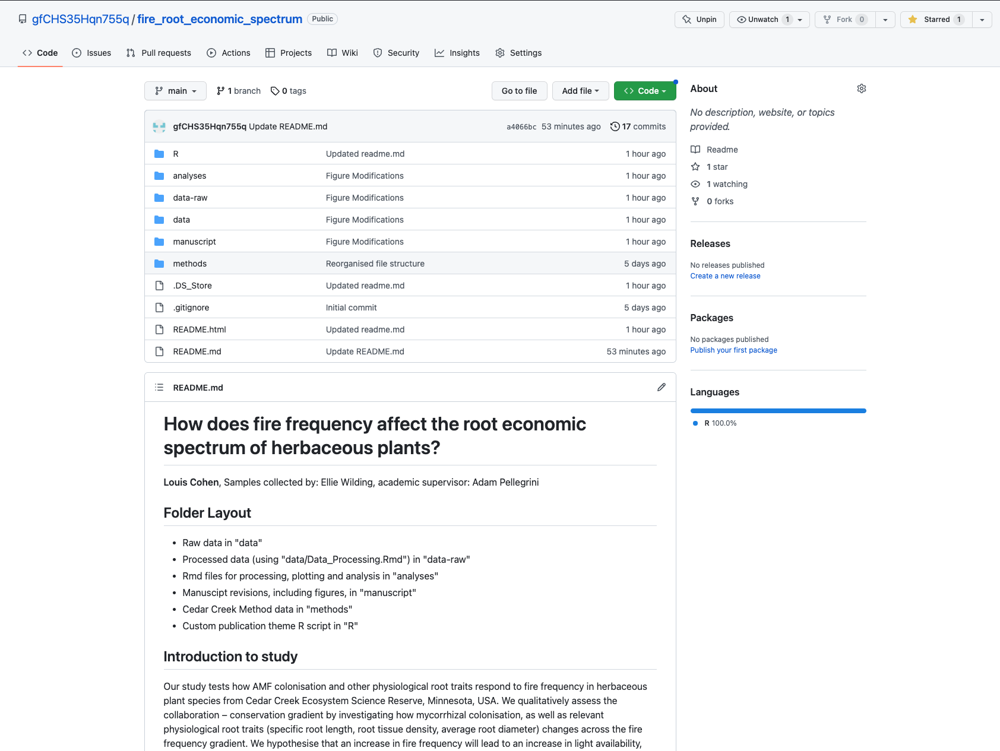 gfCHS35Hqn755q / fire_root_economic_spectrum Public
Unpin
Unwatch 1
Fork 0
Starred 1
Code
Issues
Pull requests
Actions
Projects
Wiki
Security
Insights
Settings
main
1 branch
0 tags
Go to file
Add file
Code
gfCHS35Hqn755q Update README.md a4066bc 53 minutes ago 17 commits
R Updated readme.md 1 hour ago
analyses Figure Modifications 1 hour ago
data-raw Figure Modifications 1 hour ago
data Figure Modifications 1 hour ago
manuscript Figure Modifications 1 hour ago
methods Reorganised file structure 5 days ago
.DS_Store Updated readme.md 1 hour ago
.gitignore Initial commit 5 days ago
README.html Updated readme.md 1 hour ago
README.md Update README.md 53 minutes ago
README.md
How does fire frequency affect the root economic
spectrum of herbaceous plants?
Louis Cohen, Samples collected by: Ellie Wilding, academic supervisor: Adam Pellegrini
Folder Layout
• Raw data in "data"
• Processed data (using "data/Data_Processing.Rmd") in "data-raw"
• Rmd files for processing, plotting and analysis in "analyses"
• Manuscipt revisions, including figures, in "manuscript"
• Cedar Creek Method data in "methods"
• Custom publication theme R script in "R"
Introduction to study
Our study tests how AMF colonisation and other physiological root traits respond to fire frequency in herbaceous
plant species from Cedar Creek Ecosystem Science Reserve, Minnesota, USA. We qualitatively assess the
collaboration – conservation gradient by investigating how mycorrhizal colonisation, as well as relevant
physiological root traits (specific root length, root tissue density, average root diameter) changes across the fire
frequency gradient. We hypothesise that an increase in fire frequency will lead to an increase in light availability,
About
No description, website, or topics
provided.
Readme
1 star
1 watching
0 forks
Releases
No releases published
Create a new release
Packages
No packages published
Publish your first package
Languages
R 100.0%